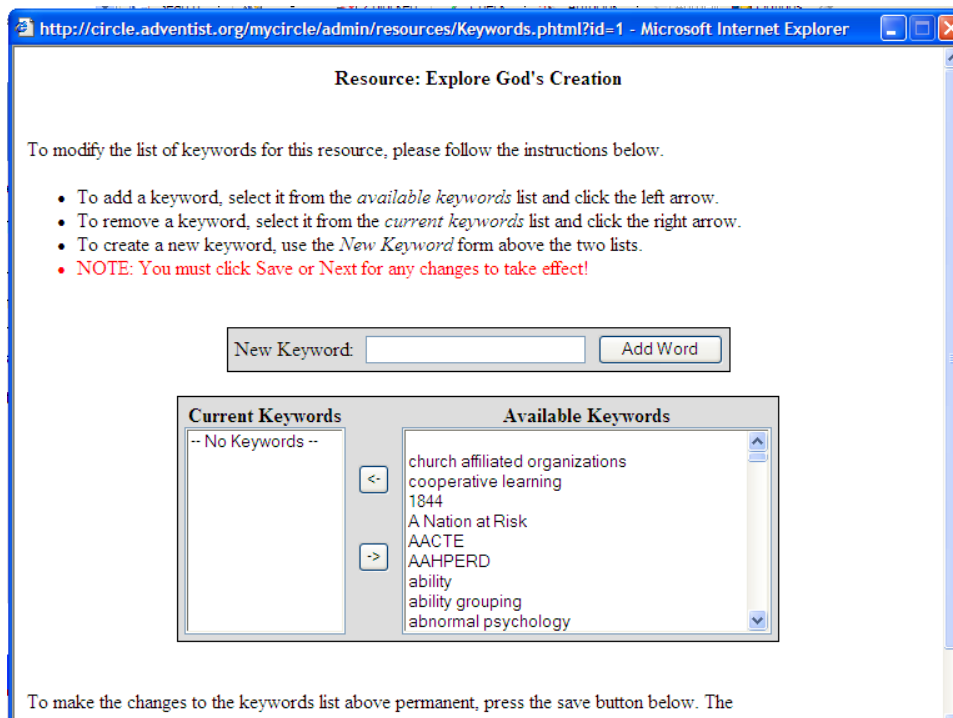 http://circle.adventist.org/mycircle/admin/resources/Keywords.phtml?id=1 - Microsoft Internet Explorer
Resource: Explore God's Creation
To modify the list of keywords for this resource, please follow the instructions below.
• To add a keyword, select it from the available keywords list and click the left arrow.
• To remove a keyword, select it from the current keywords list and click the right arrow.
• To create a new keyword, use the New Keyword form above the two lists.
• NOTE: You must click Save or Next for any changes to take effect!
New Keyword: Add Word
Current Keywords Available Keywords
-- No Keywords --
church affiliated organizations
<-
cooperative learning
1844
A Nation at Risk
AACTE
->
AAHPERD
ability
ability grouping
abnormal psychology
To make the changes to the keywords list above permanent, press the save button below. The